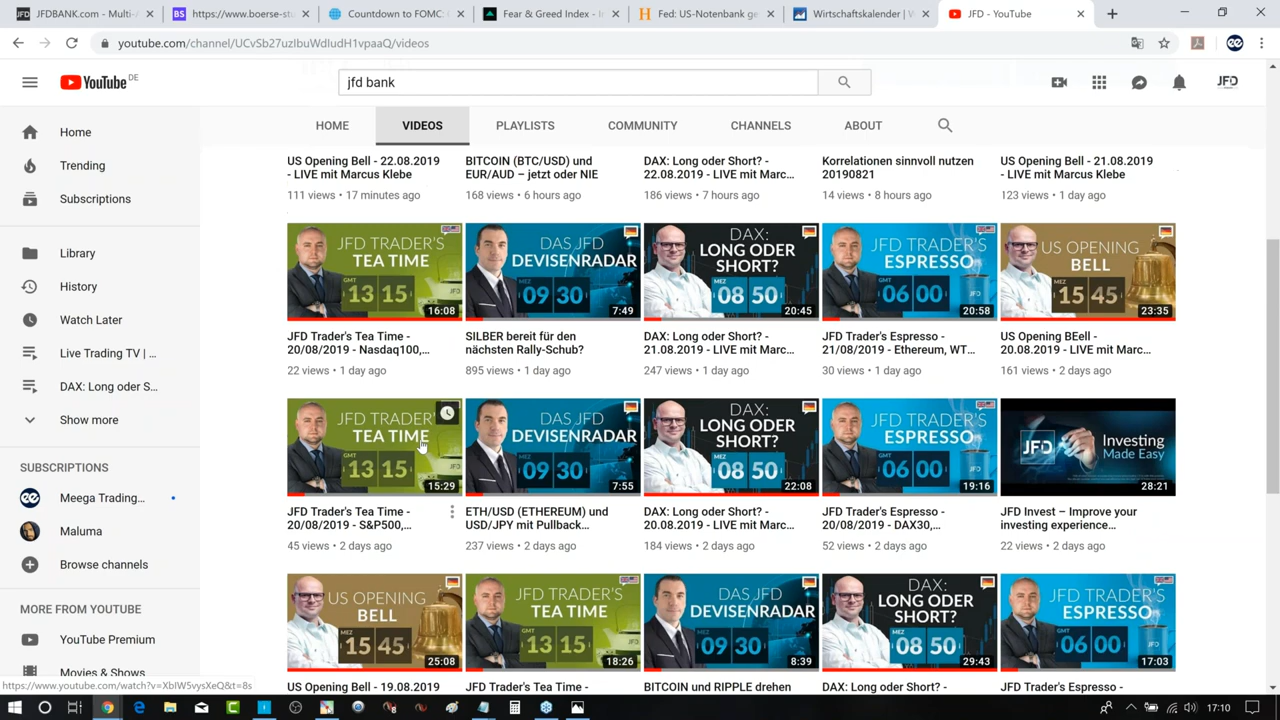 JFDBANK.com - Multi-A
https://www.boerse-stu
Countdown to FOMC:
Fear & Greed Index - In
Fed: US-Notenbank ge
Wirtschaftskalender | W
JFD - YouTube
youtube.com/channel/UCvSb27uzIbuWdIudH1vpaaQ/videos
YouTube DE
jfd bank
JFD
HOME
VIDEOS
PLAYLISTS
COMMUNITY
CHANNELS
ABOUT
Home
Trending
Subscriptions
Library
History
Watch Later
Live Trading TV | ...
DAX: Long oder S...
Show more
SUBSCRIPTIONS
Meega Trading...
Maluma
Browse channels
MORE FROM YOUTUBE
YouTube Premium
Movies & Shows
US Opening Bell - 22.08.2019
- LIVE mit Marcus Klebe
111 views • 17 minutes ago
BITCOIN (BTC/USD) und
EUR/AUD – jetzt oder NIE
168 views • 6 hours ago
DAX: Long oder Short? -
22.08.2019 - LIVE mit Marc...
186 views • 7 hours ago
Korrelationen sinnvoll nutzen
20190821
14 views • 8 hours ago
US Opening Bell - 21.08.2019
- LIVE mit Marcus Klebe
123 views • 1 day ago
JFD TRADER'S
TEA TIME
GMT
13 15
JFD
16:08
JFD Trader's Tea Time -
20/08/2019 - Nasdaq100,...
22 views • 1 day ago
DAS JFD
DEVISENRADAR
MEZ
09 30
7:49
SILBER bereit für den
nächsten Rally-Schub?
895 views • 1 day ago
DAX:
LONG ODER
SHORT?
MEZ
08 50
20:45
DAX: Long oder Short? -
21.08.2019 - LIVE mit Marc...
247 views • 1 day ago
JFD TRADER'S
ESPRESSO
GMT
06 00
JFD
20:58
JFD Trader's Espresso -
21/08/2019 - Ethereum, WT...
30 views • 1 day ago
US OPENING
BELL
MEZ
15 45
23:35
US Opening BEell -
20.08.2019 - LIVE mit Marc...
161 views • 2 days ago
JFD TRADER'S
TEA TIME
GMT
13 15
JFD
15:29
JFD Trader's Tea Time -
20/08/2019 - S&P500,...
45 views • 2 days ago
DAS JFD
DEVISENRADAR
MEZ
09 30
7:55
ETH/USD (ETHEREUM) und
USD/JPY mit Pullback...
237 views • 2 days ago
DAX:
LONG ODER
SHORT?
MEZ
08 50
22:08
DAX: Long oder Short? -
20.08.2019 - LIVE mit Marc...
184 views • 2 days ago
JFD TRADER'S
ESPRESSO
GMT
06 00
JFD
19:16
JFD Trader's Espresso -
20/08/2019 - DAX30,...
52 views • 2 days ago
JFD
Investing
Made Easy
28:21
JFD Invest – Improve your
investing experience...
22 views • 2 days ago
US OPENING
BELL
MEZ
15 45
25:08
US Opening Bell - 19.08.2019
JFD TRADER'S
TEA TIME
GMT
13 15
JFD
18:26
JFD Trader's Tea Time -
DAS JFD
DEVISENRADAR
MEZ
09 30
8:39
BITCOIN und RIPPLE drehen
DAX:
LONG ODER
SHORT?
MEZ
08 50
29:43
DAX: Long oder Short? -
JFD TRADER'S
ESPRESSO
GMT
06 00
JFD
17:03
JFD Trader's Espresso -
https://www.youtube.com/watch?v=XbIW5vysXeQ&t=8s
17:10